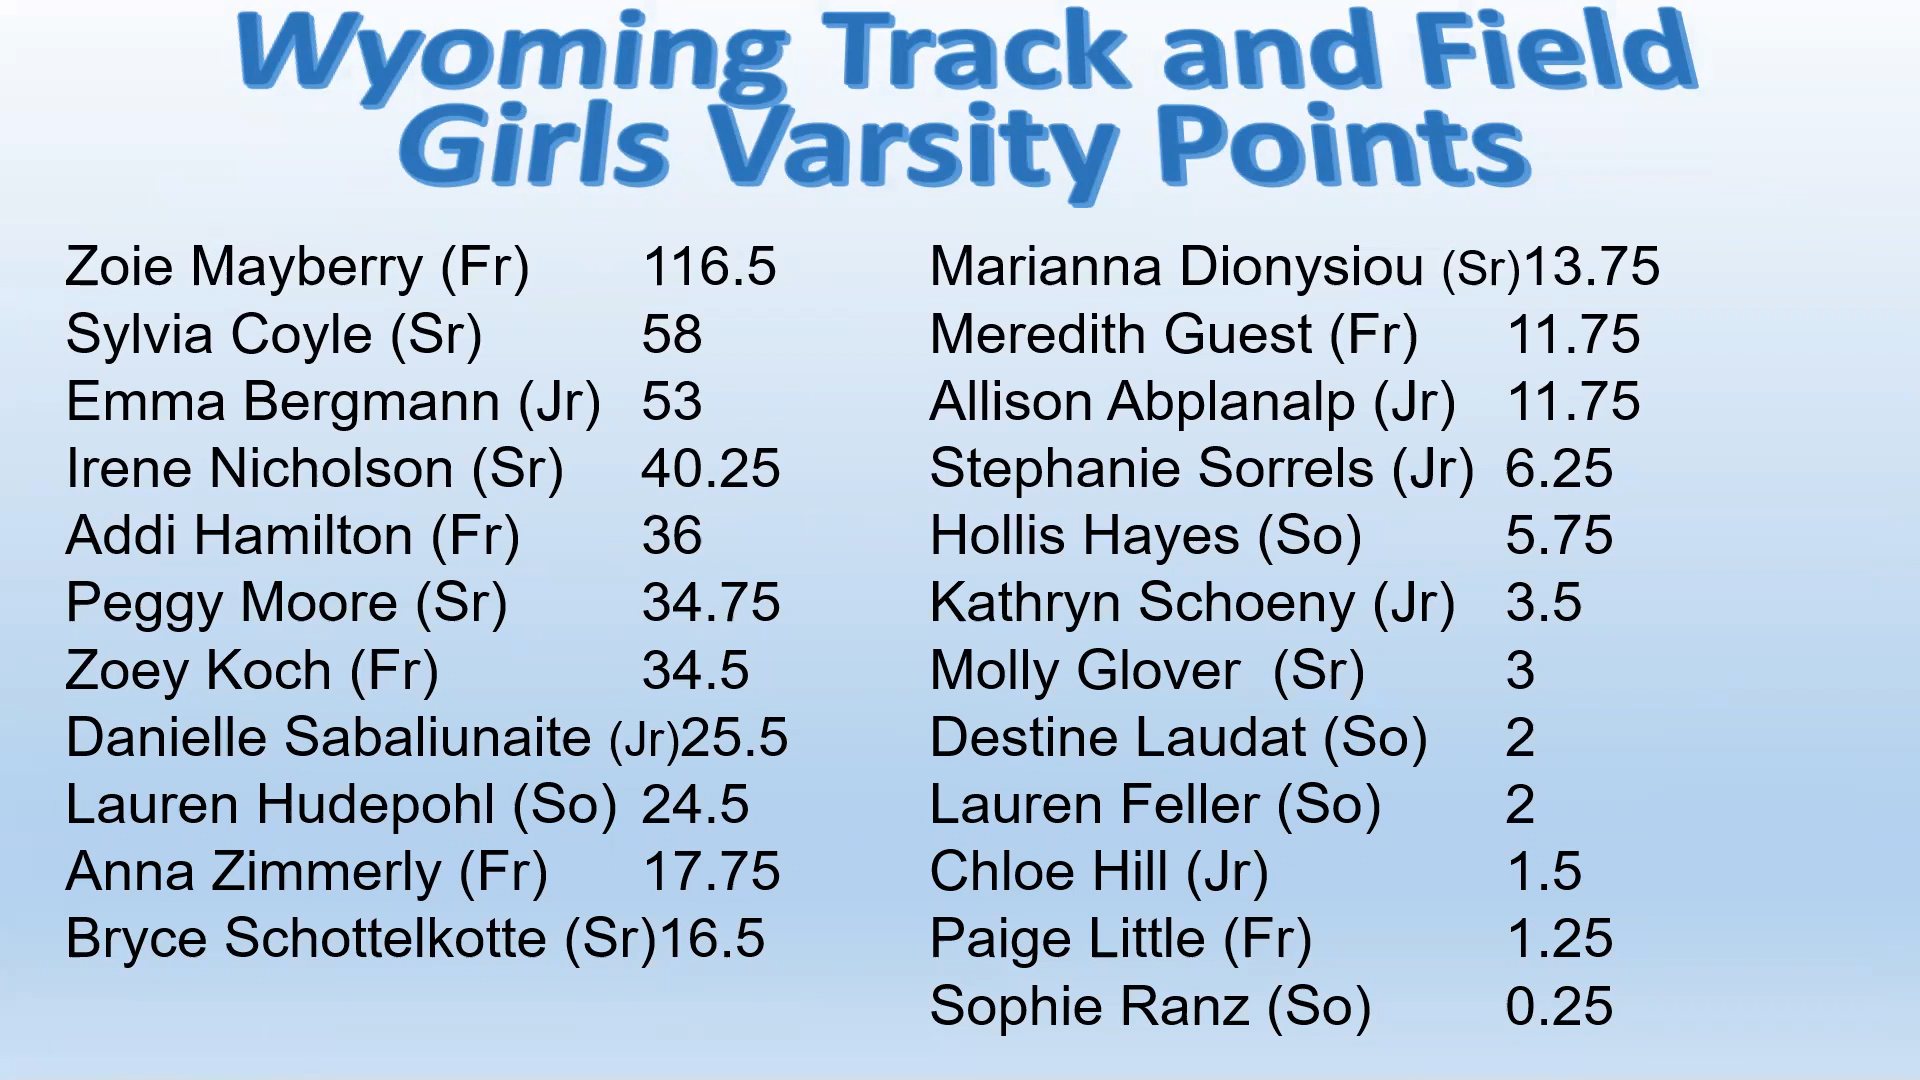 Wyoming Track and Field
Girls Varsity Points
Zoie Mayberry (Fr) 116.5
Sylvia Coyle (Sr) 58
Emma Bergmann (Jr) 53
Irene Nicholson (Sr) 40.25
Addi Hamilton (Fr) 36
Peggy Moore (Sr) 34.75
Zoey Koch (Fr) 34.5
Danielle Sabaliunaite (Jr)25.5
Lauren Hudepohl (So) 24.5
Anna Zimmerly (Fr) 17.75
Bryce Schottelkotte (Sr)16.5
Marianna Dionysiou (Sr)13.75
Meredith Guest (Fr) 11.75
Allison Abplanalp (Jr) 11.75
Stephanie Sorrels (Jr) 6.25
Hollis Hayes (So) 5.75
Kathryn Schoeny (Jr) 3.5
Molly Glover (Sr) 3
Destine Laudat (So) 2
Lauren Feller (So) 2
Chloe Hill (Jr) 1.5
Paige Little (Fr) 1.25
Sophie Ranz (So) 0.25